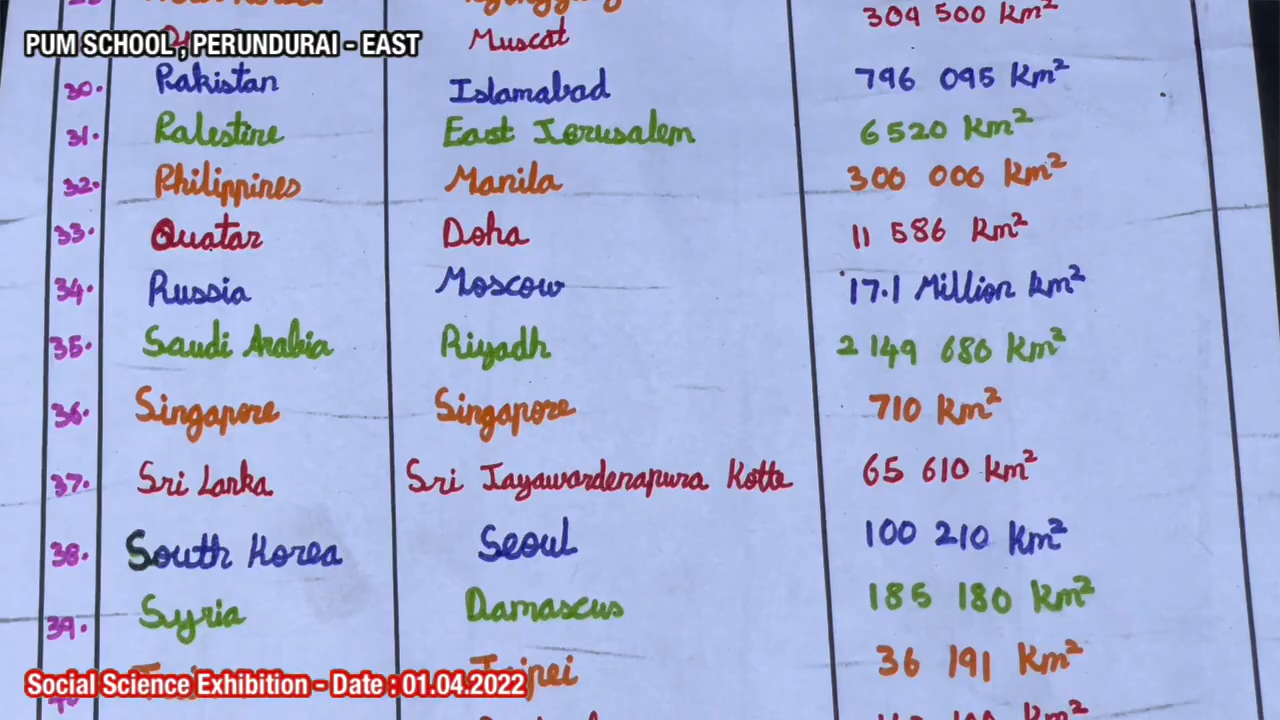 PUM SCHOOL , PERUNDURAI - EAST
Muscat 304 500 km²
30. Pakistan Islamabad 796 095 km²
31. Palestine East Jerusalem 6520 km²
32. Philippines Manila 300 000 km²
33. Quatar Doha 11 586 km²
34. Russia Moscow 17.1 Million km²
35. Saudi Arabia Riyadh 2 149 680 km²
36. Singapore Singapore 710 km²
37. Sri Lanka Sri Jayawardenapura Kotte 65 610 km²
38. South Korea Seoul 100 210 km²
39. Syria Damascus 185 180 km²
Taipei 36 191 km²
Social Science Exhibition - Date : 01.04.2022